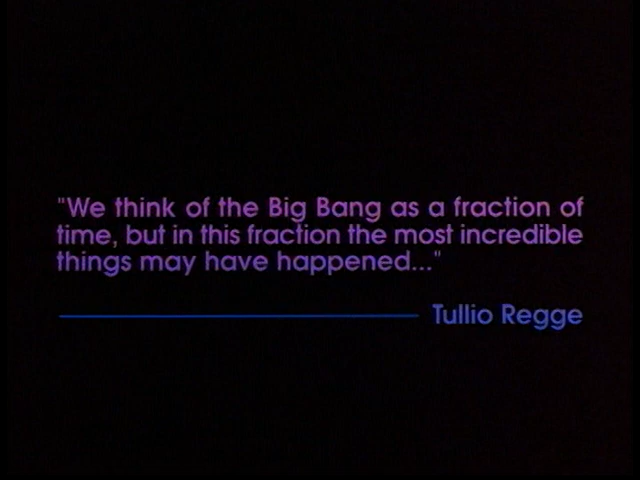 "We think of the Big Bang as a fraction of
time, but in this fraction the most incredible
things may have happened..."
Tullio Regge